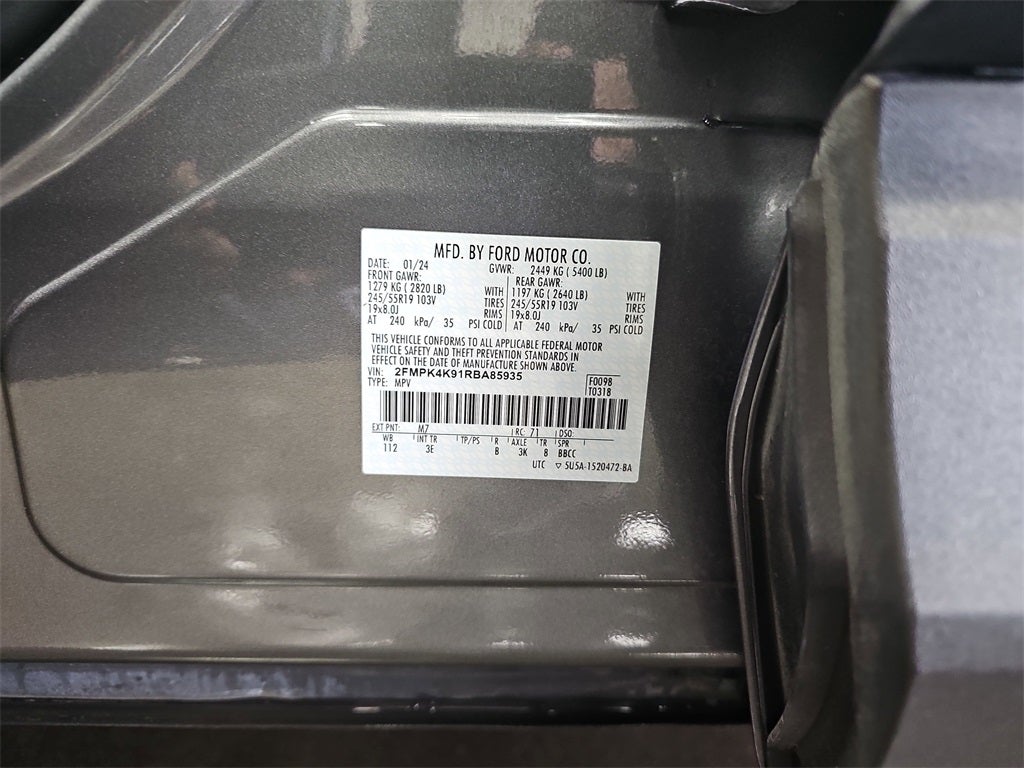 MFD. BY FORD MOTOR CO.
DATE: 01/24 GVWR: 2449 KG ( 5400 LB)
FRONT GAWR: REAR GAWR:
1279 KG ( 2820 LB) WITH 1197 KG ( 2640 LB) WITH
245/55R19 103V TIRES 245/55R19 103V TIRES
19x8.0J RIMS 19x8.0J RIMS
AT 240 kPa/ 35 PSI COLD AT 240 kPa/ 35 PSI COLD
THIS VEHICLE CONFORMS TO ALL APPLICABLE FEDERAL MOTOR
VEHICLE SAFETY AND THEFT PREVENTION STANDARDS IN
EFFECT ON THE DATE OF MANUFACTURE SHOWN ABOVE.
VIN: 2FMPK4K91RBA85935 F0098
TYPE: MPV T0318
EXT PNT: M7 RC: 71 DSO:
WB INT TR TP/PS R AXLE TR SPR
112 3E B 3K 8 BBCC
UTC ▽ SU5A-1520472-BA